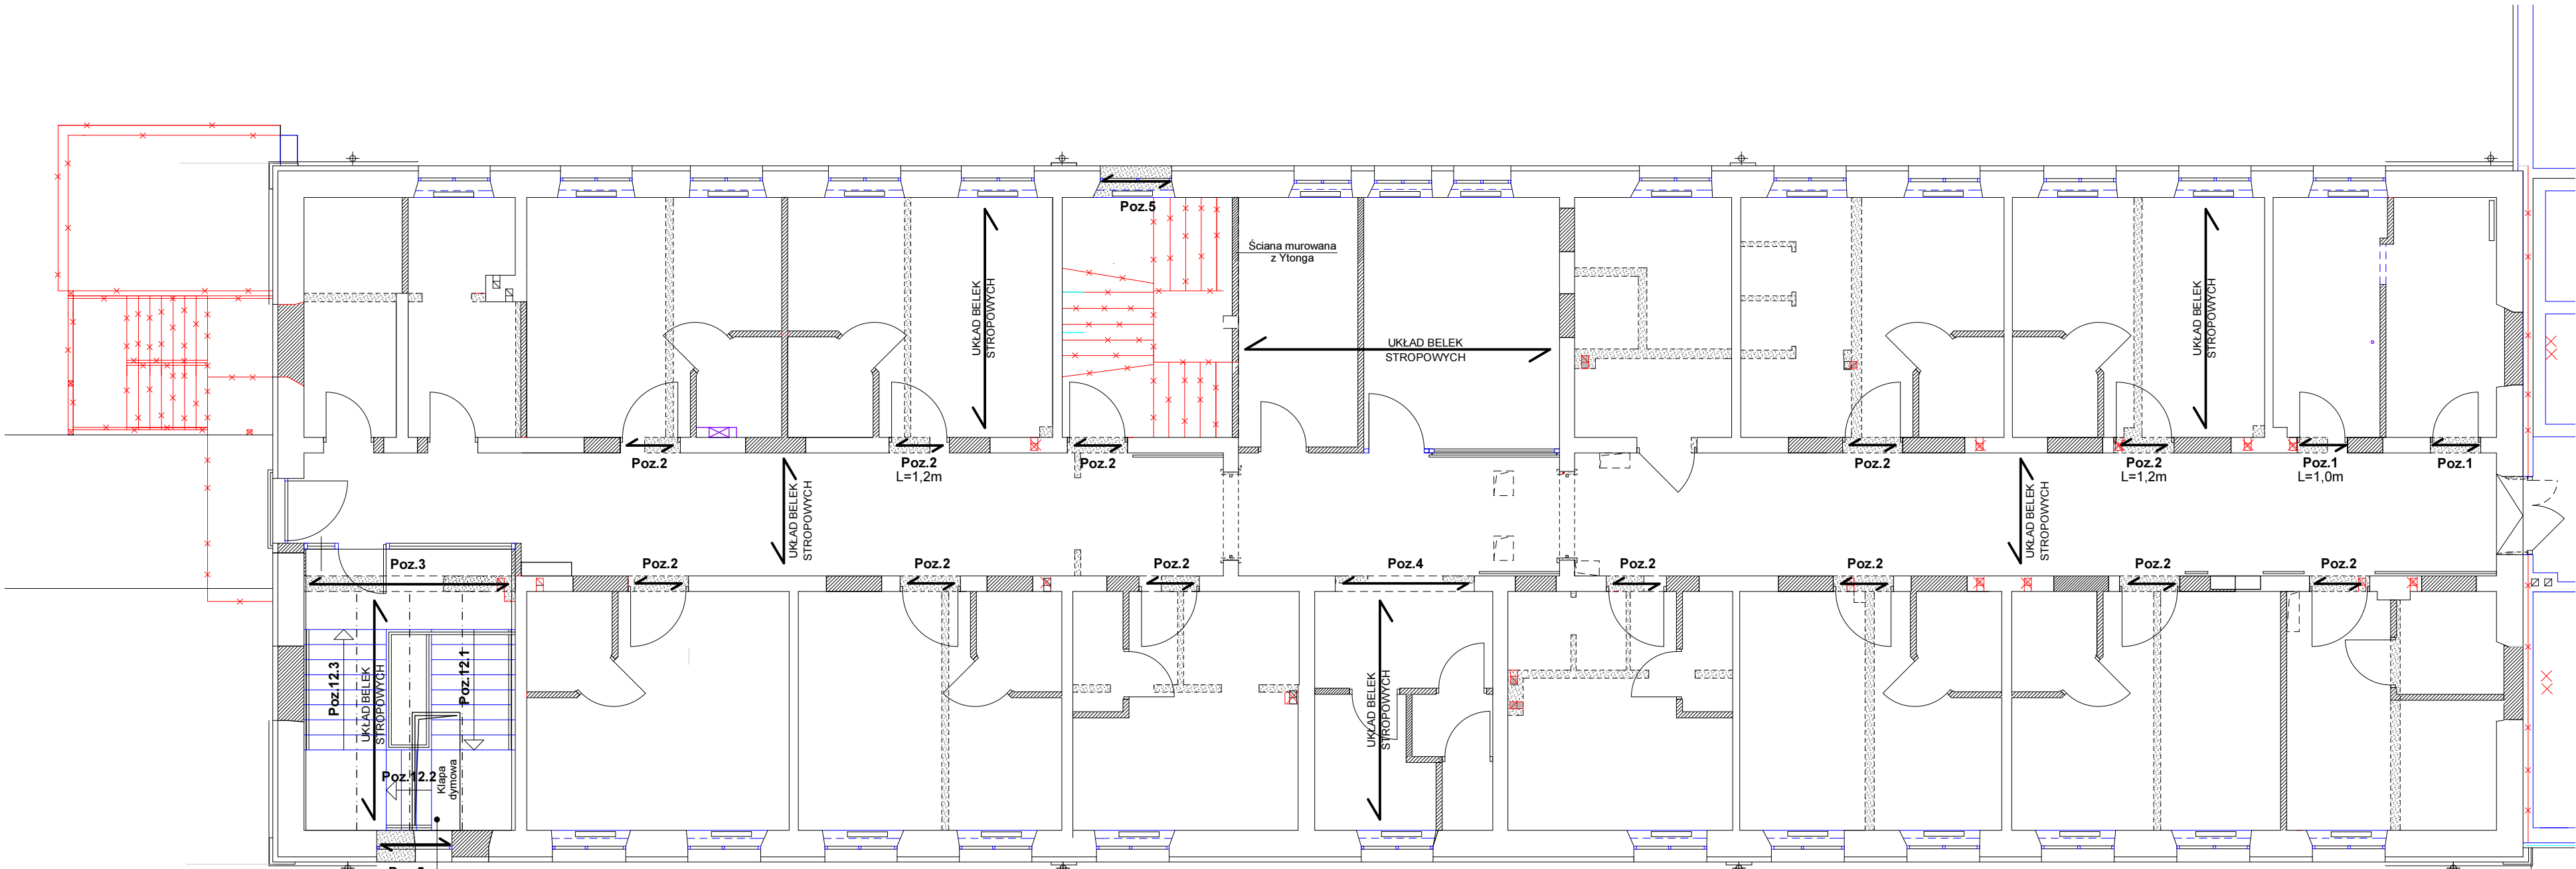 Poz.5
Ściana murowana
z Ytonga
UKŁAD BELEK
STROPOWYCH
UKŁAD BELEK
STROPOWYCH
UKŁAD BELEK
STROPOWYCH
Poz.2
Poz.2
L=1,2m
Poz.2
Poz.2
Poz.2
L=1,2m
Poz.1
L=1,0m
Poz.1
UKŁAD BELEK
STROPOWYCH
UKŁAD BELEK
STROPOWYCH
Poz.3
Poz.2
Poz.2
Poz.2
Poz.4
Poz.2
Poz.2
Poz.2
Poz.2
Poz.12.3
UKŁAD BELEK
STROPOWYCH
Poz.12.1
UKŁAD BELEK
STROPOWYCH
Poz.12.2
Klapa
dymowa